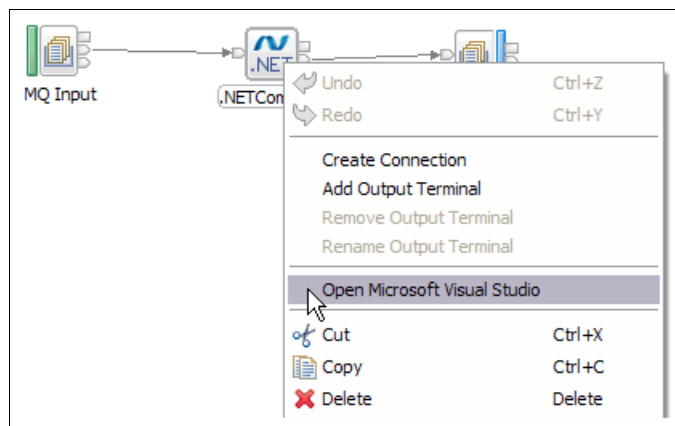 .NET
MQ Input
.NETCom
Undo Ctrl+Z
Redo Ctrl+Y
Create Connection
Add Output Terminal
Remove Output Terminal
Rename Output Terminal
Open Microsoft Visual Studio
Cut Ctrl+X
Copy Ctrl+C
Delete Delete